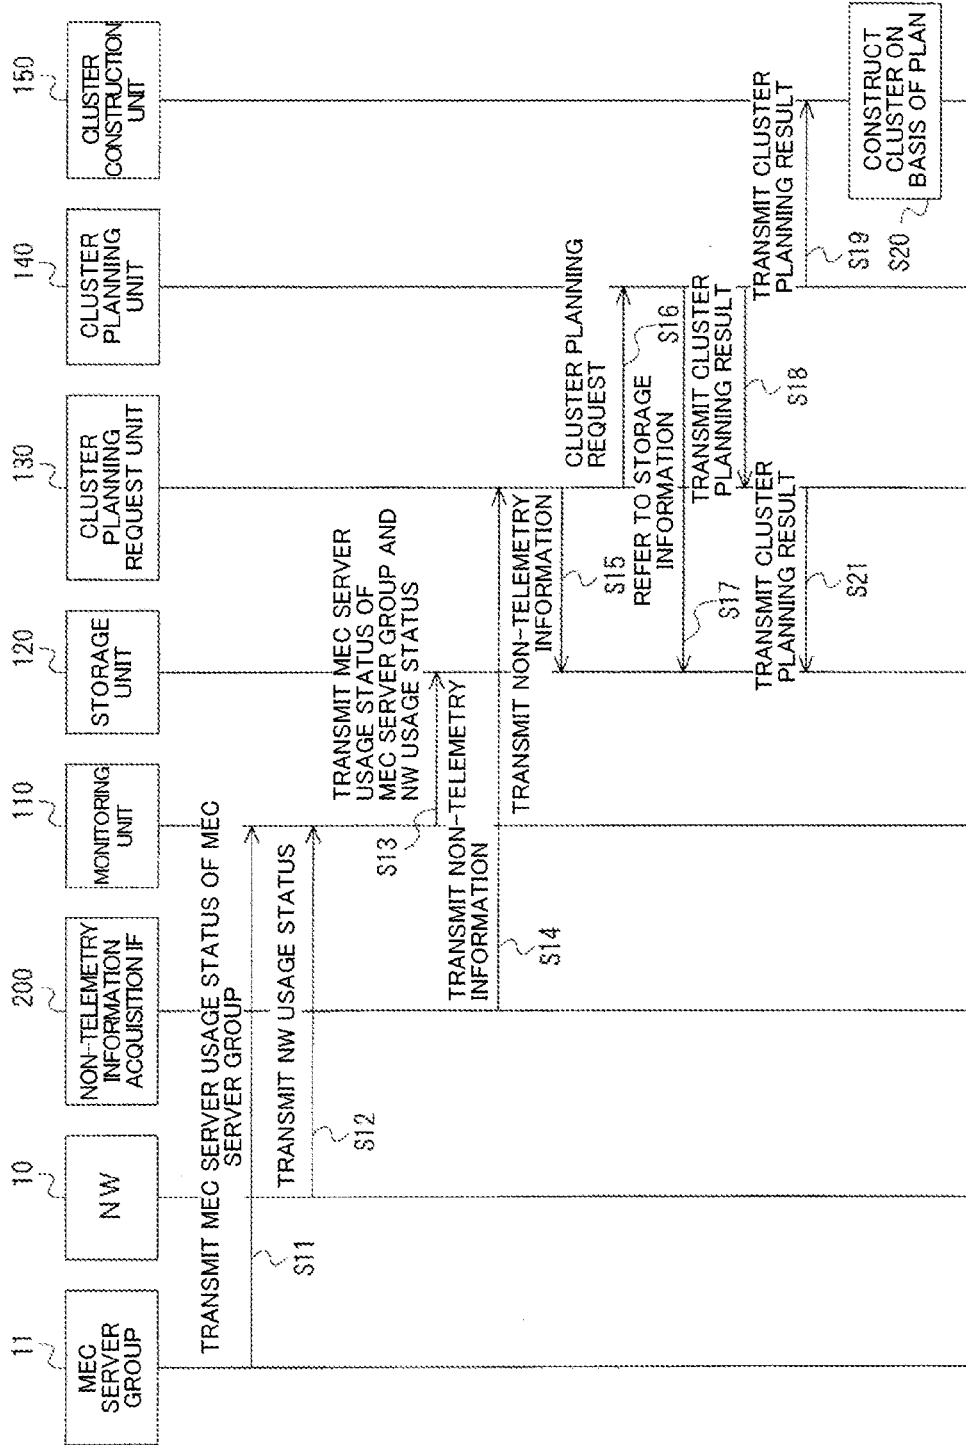 11
MEC
SERVER
GROUP
10
NW
200
NON-TELEMETRY
INFORMATION
ACQUISITION IF
110
MONITORING
UNIT
120
STORAGE
UNIT
130
CLUSTER
PLANNING
REQUEST UNIT
140
CLUSTER
PLANNING
UNIT
150
CLUSTER
CONSTRUCTION
UNIT
TRANSMIT MEC SERVER USAGE STATUS OF MEC
SERVER GROUP
S11
TRANSMIT NW USAGE STATUS
S12
TRANSMIT MEC SERVER
USAGE STATUS OF
MEC SERVER GROUP AND
NW USAGE STATUS
S13
TRANSMIT NON-TELEMETRY
INFORMATION
S14
TRANSMIT NON-TELEMETRY
INFORMATION
S15
CLUSTER PLANNING
REQUEST
S16
REFER TO STORAGE
INFORMATION
S17
TRANSMIT CLUSTER
PLANNING RESULT
S18
TRANSMIT CLUSTER
PLANNING RESULT
S19
CONSTRUCT
CLUSTER ON
BASIS OF PLAN
S20
TRANSMIT CLUSTER
PLANNING RESULT
S21